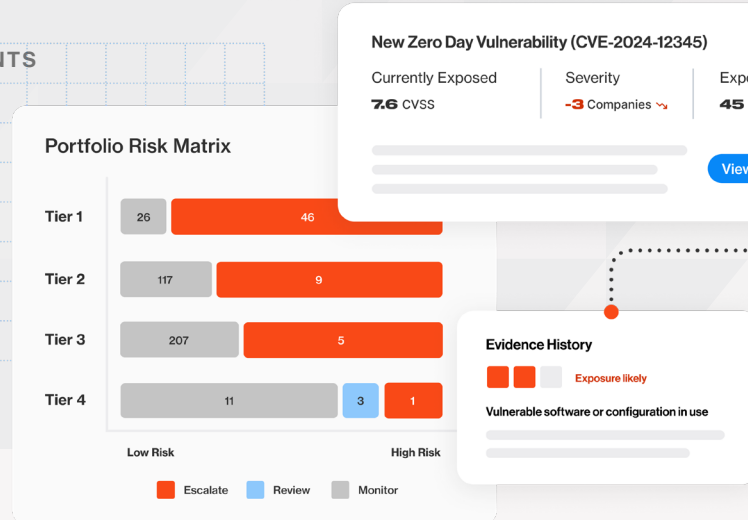 NTS
New Zero Day Vulnerability (CVE-2024-12345)
Currently Exposed
Severity
7.6 CVSS
-3 Companies
45
View
Portfolio Risk Matrix
Tier 1
26
46
Tier 2
117
9
Tier 3
207
5
Tier 4
11
3
1
Low Risk
High Risk
Escalate
Review
Monitor
Evidence History
Exposure likely
Vulnerable software or configuration in use